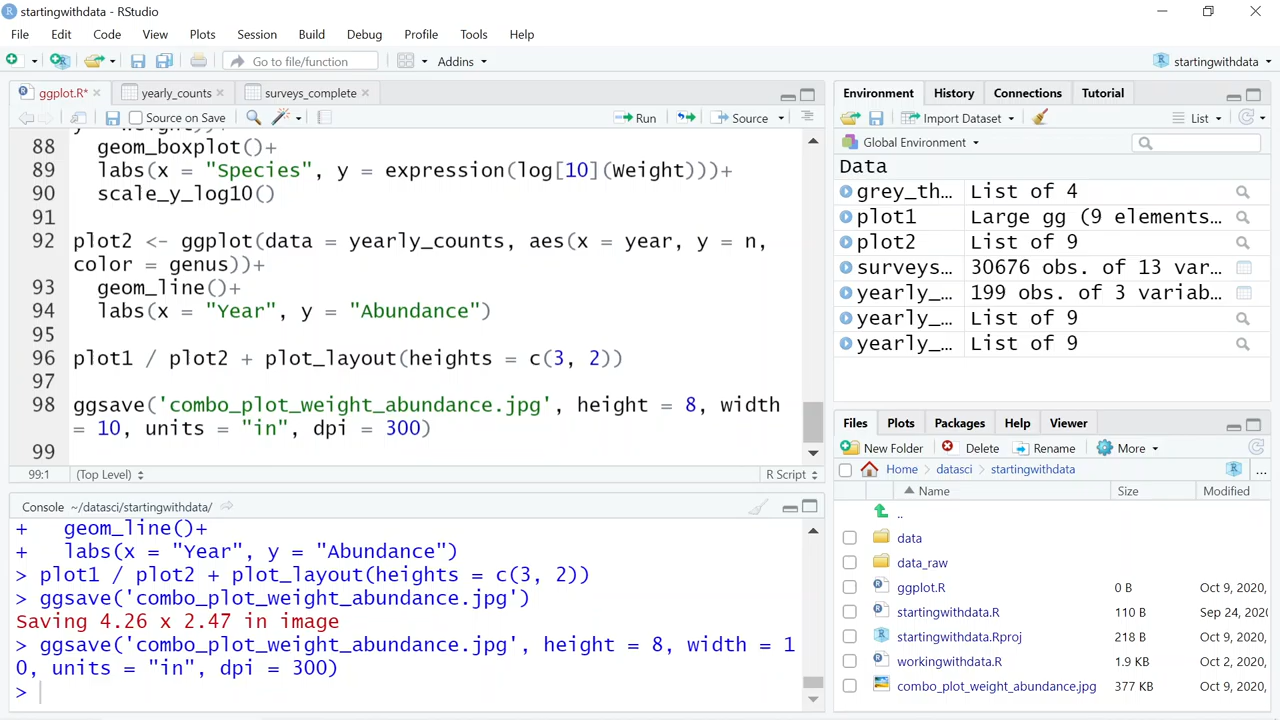 startingwithdata - RStudio
File Edit Code View Plots Session Build Debug Profile Tools Help
Go to file/function Addins startingwithdata
ggplot.R* yearly_counts surveys_complete
Source on Save Run Source
88 geom_boxplot()+
89 labs(x = "Species", y = expression(log[10](Weight)))+
90 scale_y_log10()
91
92 plot2 <- ggplot(data = yearly_counts, aes(x = year, y = n,
color = genus))+
93 geom_line()+
94 labs(x = "Year", y = "Abundance")
95
96 plot1 / plot2 + plot_layout(heights = c(3, 2))
97
98 ggsave('combo_plot_weight_abundance.jpg', height = 8, width
= 10, units = "in", dpi = 300)
99
99:1 (Top Level) R Script
Console ~/datasci/startingwithdata/
+ geom_line()+
+ labs(x = "Year", y = "Abundance")
> plot1 / plot2 + plot_layout(heights = c(3, 2))
> ggsave('combo_plot_weight_abundance.jpg')
Saving 4.26 x 2.47 in image
> ggsave('combo_plot_weight_abundance.jpg', height = 8, width = 1
0, units = "in", dpi = 300)
>
Environment History Connections Tutorial
Import Dataset List
Global Environment
Data
grey_th... List of 4
plot1 Large gg (9 elements...
plot2 List of 9
surveys... 30676 obs. of 13 var...
yearly_... 199 obs. of 3 variab...
yearly_... List of 9
yearly_... List of 9
Files Plots Packages Help Viewer
New Folder Delete Rename More
Home datasci startingwithdata ...
Name Size Modified
..
data
data_raw
ggplot.R 0 B Oct 9, 2020,
startingwithdata.R 110 B Sep 24, 202
startingwithdata.Rproj 218 B Oct 9, 2020,
workingwithdata.R 1.9 KB Oct 2, 2020,
combo_plot_weight_abundance.jpg 377 KB Oct 9, 2020,